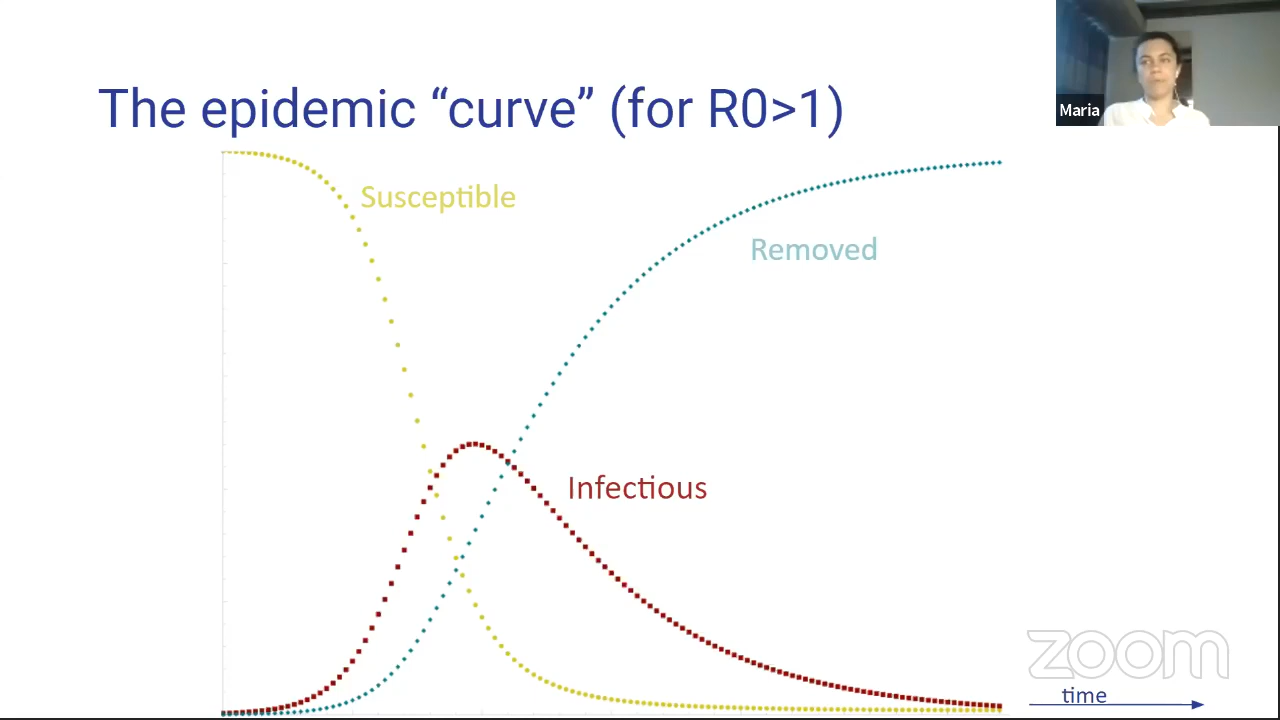 The epidemic “curve” (for R0>1)
Maria
Susceptible
Removed
Infectious
zoom
time